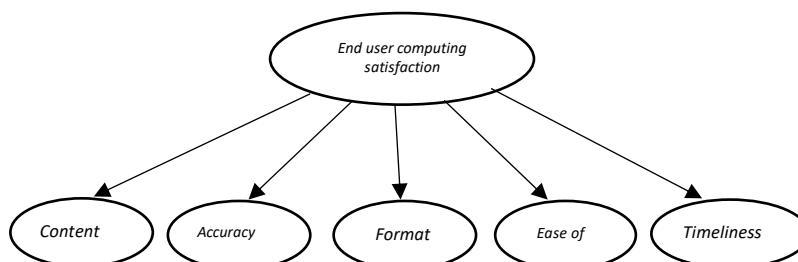 End user computing
satisfaction
Content
Accuracy
Format
Ease of
Timeliness